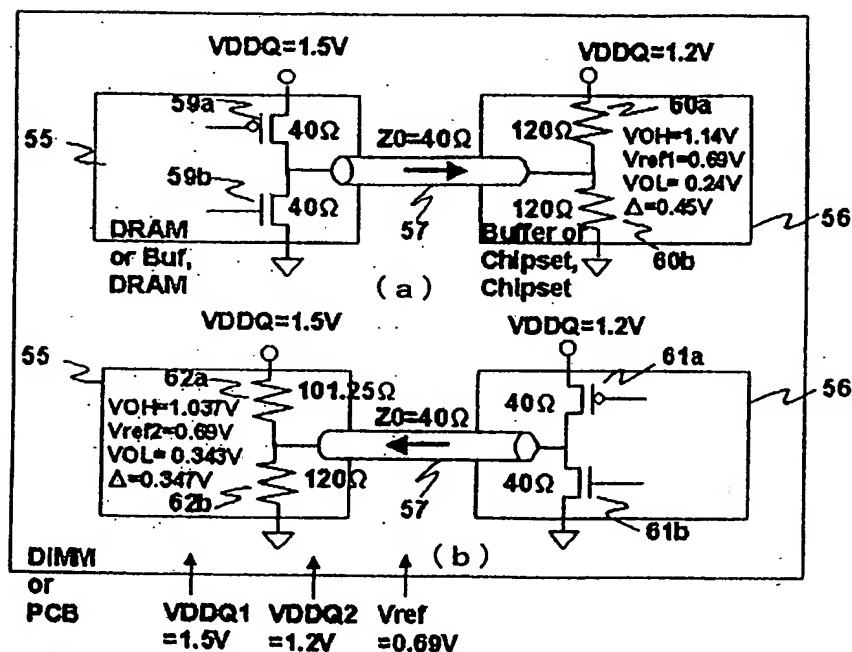 VDDQ=1.5V
VDDQ=1.2V
59a
60a
55
40Ω
Z0=40Ω
120Ω
VOH=1.14V
Vref1=0.69V
VOL= 0.24V
Δ=0.45V
59b
40Ω
57
120Ω
56
DRAM
or Buf,
DRAM
Buffer or
Chipset,
Chipset
60b
(a)
VDDQ=1.5V
VDDQ=1.2V
55
62a
101.25Ω
61a
VOH=1.037V
Vref2=0.69V
VOL= 0.343V
Δ=0.347V
Z0=40Ω
40Ω
56
62b
120Ω
57
40Ω
61b
(b)
DIMM
or
PCB
VDDQ1
=1.5V
VDDQ2
=1.2V
Vref
=0.69V